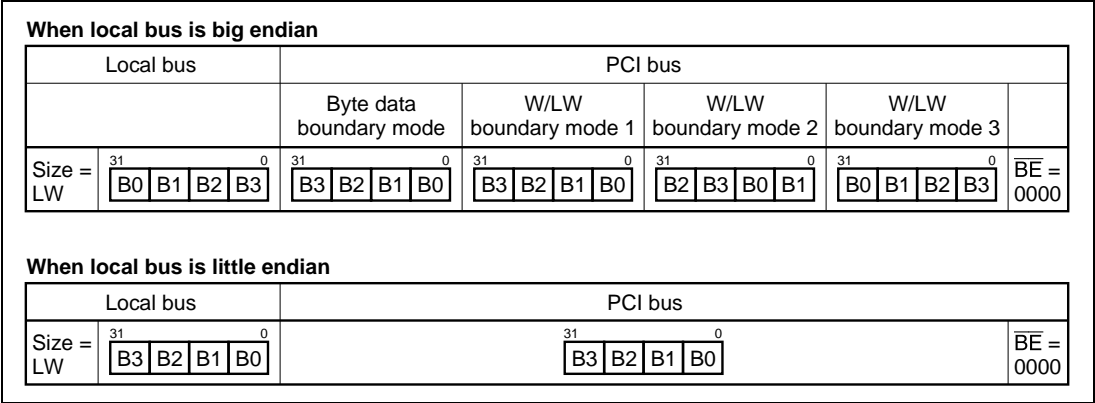 When local bus is big endian
Local bus PCI bus
Byte data boundary mode W/LW boundary mode 1 W/LW boundary mode 2 W/LW boundary mode 3
Size = LW 31 0 B0 B1 B2 B3 31 0 B3 B2 B1 B0 31 0 B3 B2 B1 B0 31 0 B2 B3 B0 B1 31 0 B0 B1 B2 B3 B̅E̅ = 0000
When local bus is little endian
Local bus PCI bus
Size = LW 31 0 B3 B2 B1 B0 31 0 B3 B2 B1 B0 B̅E̅ = 0000